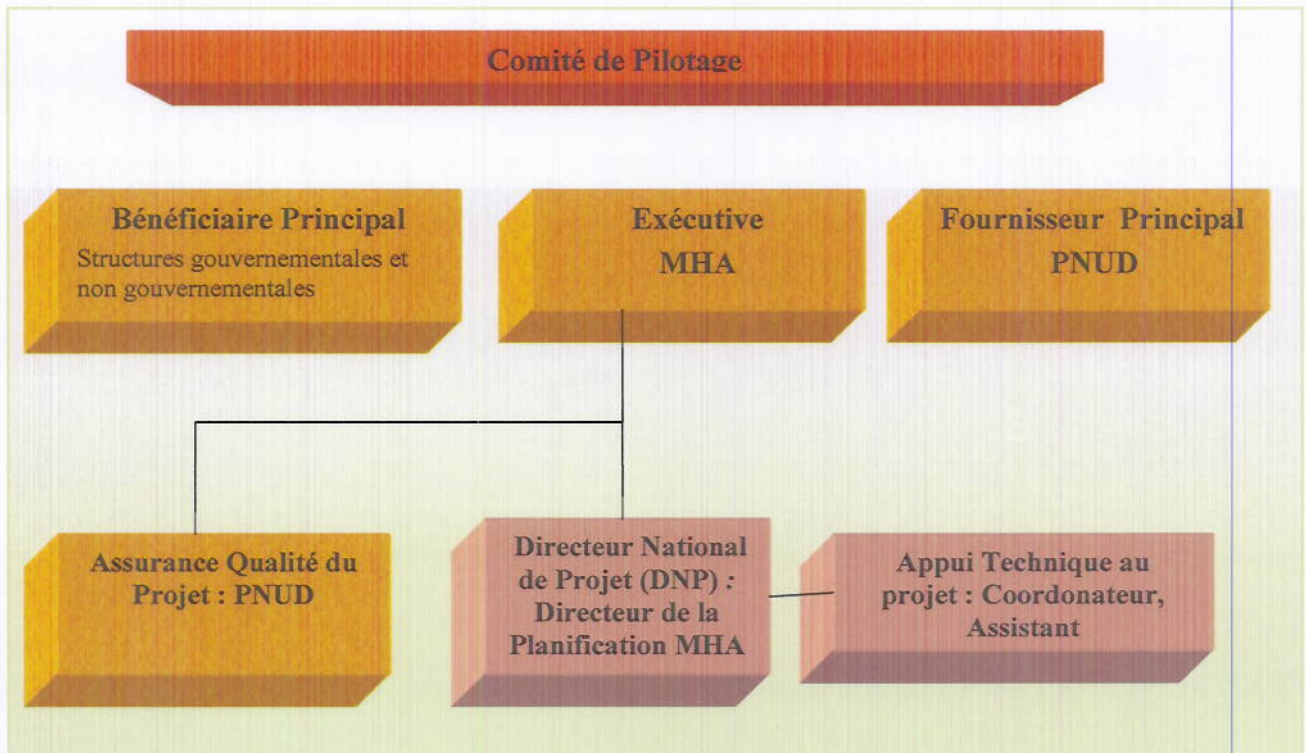 Comité de Pilotage
Bénéficiaire Principal
Structures gouvernementales et
non gouvernementales
Exécutive
MHA
Fournisseur Principal
PNUD
Assurance Qualité du
Projet : PNUD
Directeur National
de Projet (DNP) :
Directeur de la
Planification MHA
Appui Technique au
projet : Coordonateur,
Assistant